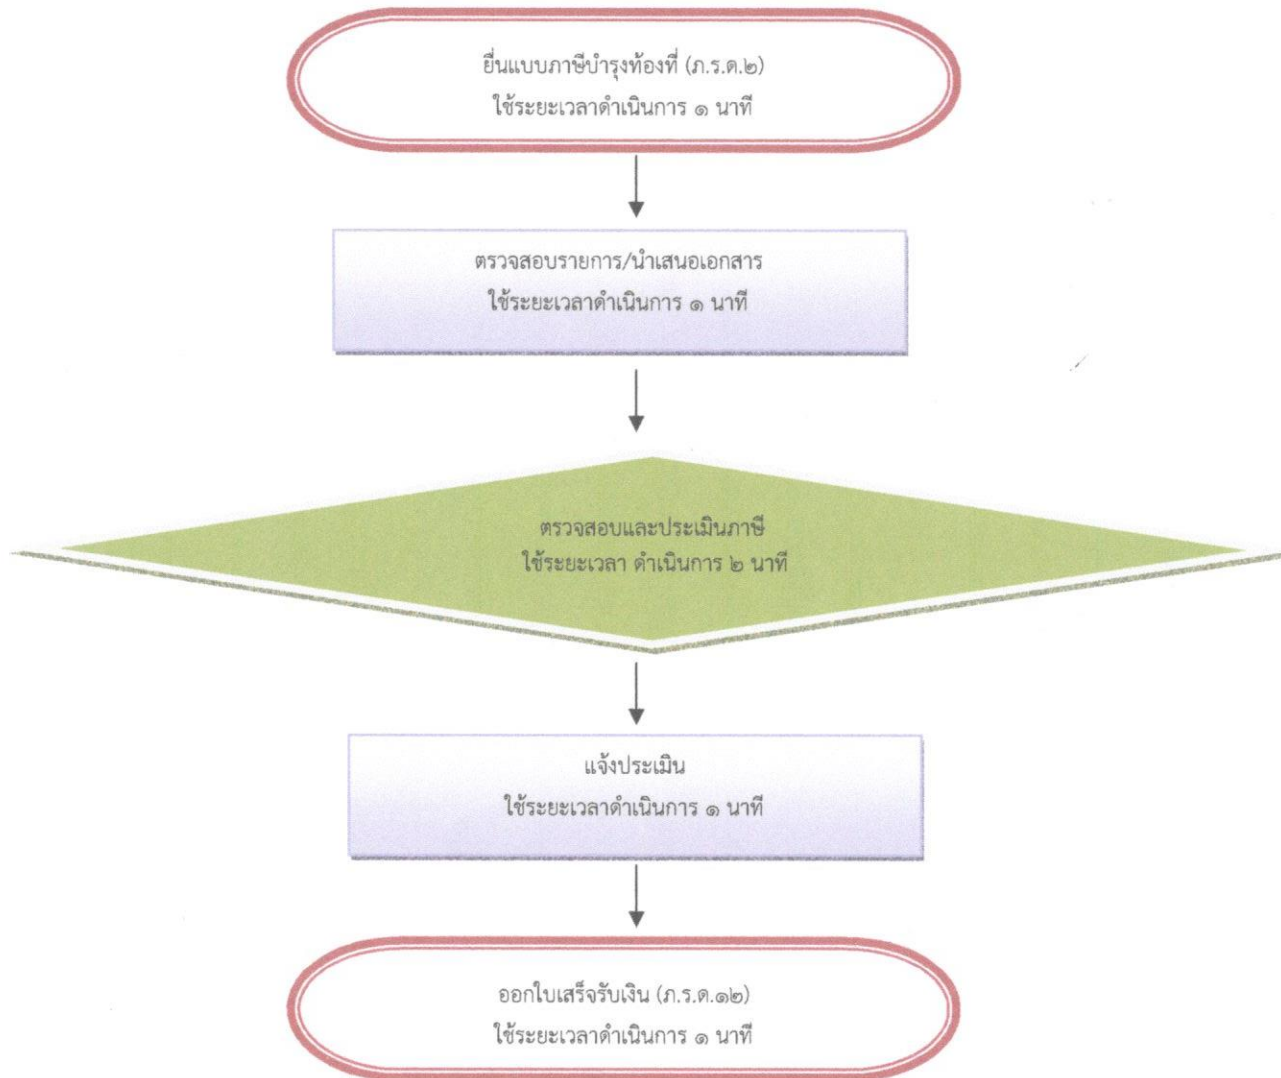 ยื่นแบบภาษีบำรุงท้องที่ (ภ.ร.ด.๒)
ใช้ระยะเวลาดำเนินการ ๑ นาที
ตรวจสอบรายการ/นำเสนอเอกสาร
ใช้ระยะเวลาดำเนินการ ๑ นาที
ตรวจสอบและประเมินภาษี
ใช้ระยะเวลา ดำเนินการ ๒ นาที
แจ้งประเมิน
ใช้ระยะเวลาดำเนินการ ๑ นาที
ออกใบเสร็จรับเงิน (ภ.ร.ด.๑๒)
ใช้ระยะเวลาดำเนินการ ๑ นาที